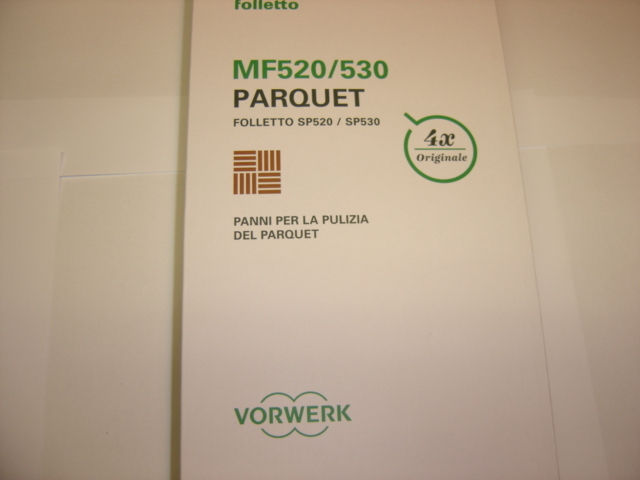 folletto
MF520/530
PARQUET
FOLLETTO SP520 / SP530
4x
Originale
PANNI PER LA PULIZIA
DEL PARQUET
VORWERK